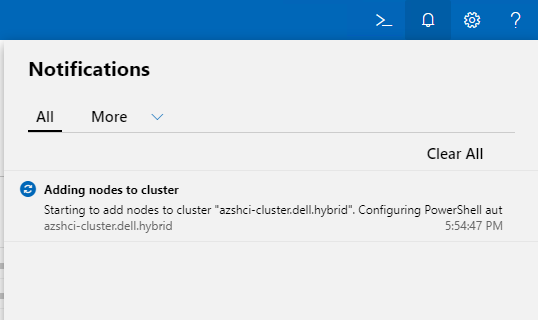 Notifications
All More
Clear All
Adding nodes to cluster
Starting to add nodes to cluster "azshci-cluster.dell.hybrid". Configuring PowerShell aut
azshci-cluster.dell.hybrid 5:54:47 PM